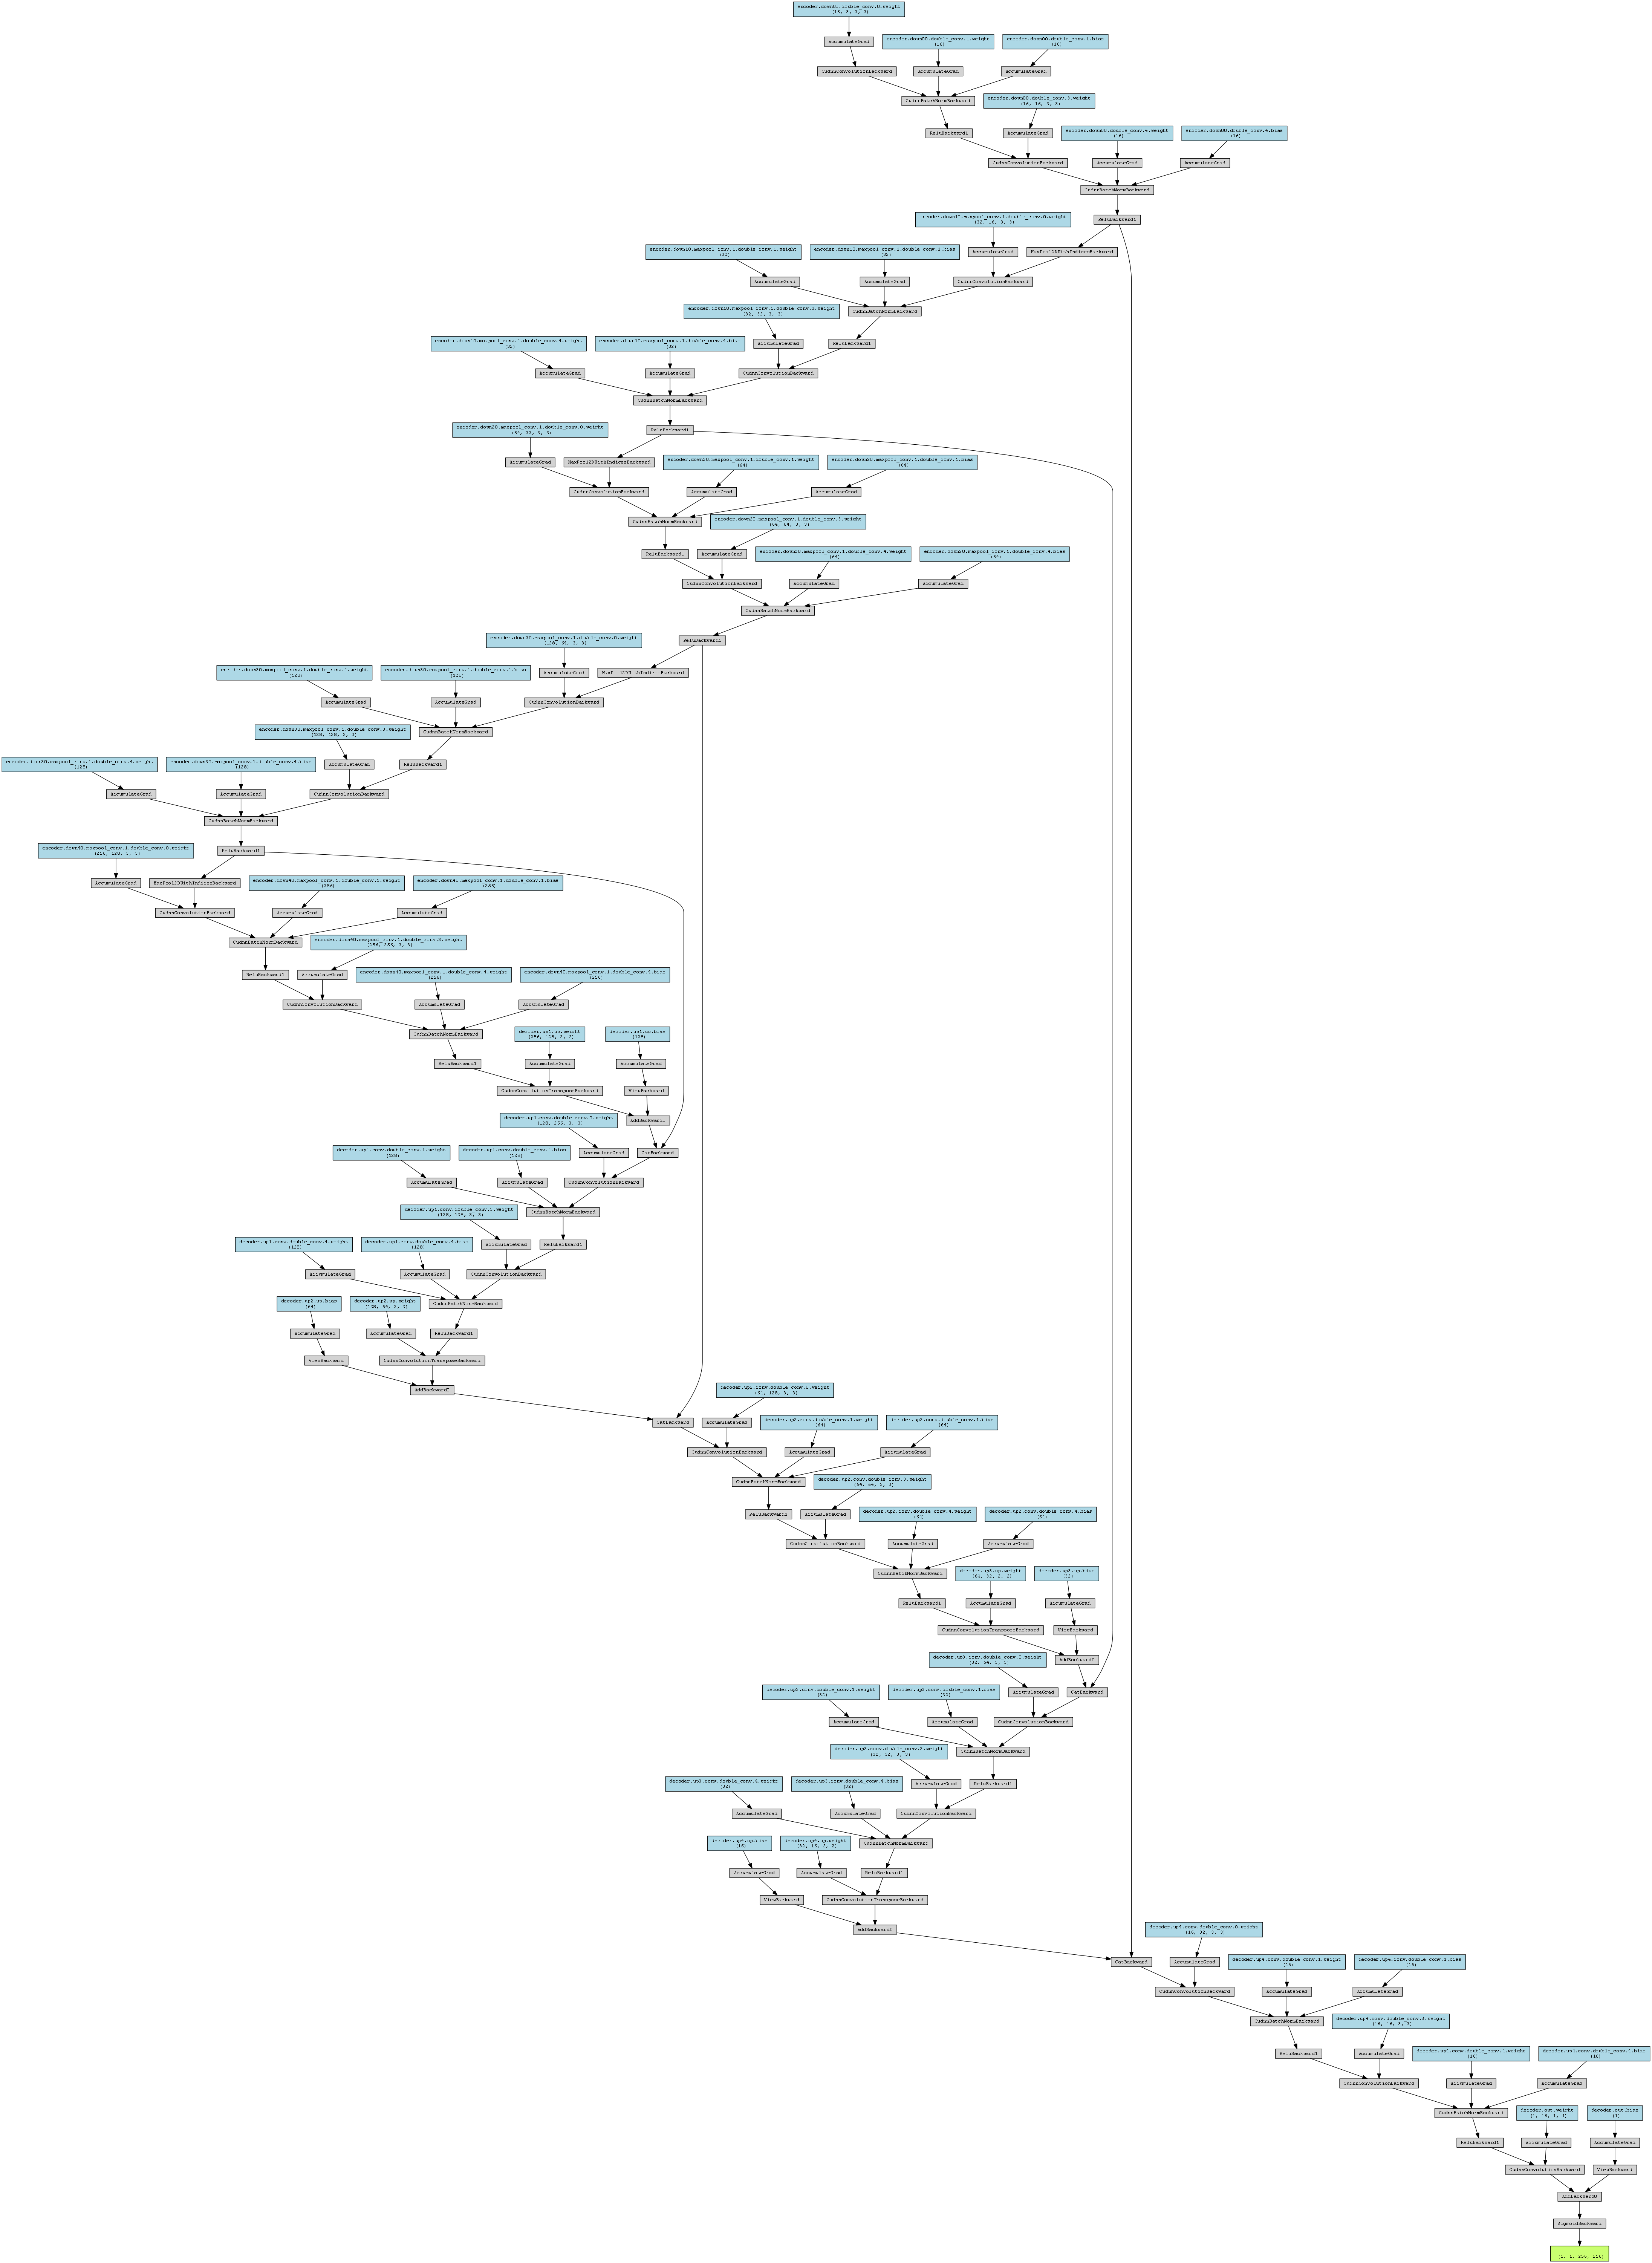 encoder.down00.double_conv.0.weight
(16, 3, 3, 3)
AccumulateGrad
encoder.down00.double_conv.1.weight
(16)
encoder.down00.double_conv.1.bias
(16)
CudnnConvolutionBackward
AccumulateGrad
AccumulateGrad
CudnnBatchNormBackward
encoder.down00.double_conv.3.weight
(16, 16, 3, 3)
ReluBackward1
AccumulateGrad
encoder.down00.double_conv.4.weight
(16)
encoder.down00.double_conv.4.bias
(16)
CudnnConvolutionBackward
AccumulateGrad
AccumulateGrad
CudnnBatchNormBackward
encoder.down10.maxpool_conv.1.double_conv.0.weight
(32, 16, 3, 3)
ReluBackward1
encoder.down10.maxpool_conv.1.double_conv.1.weight
(32)
encoder.down10.maxpool_conv.1.double_conv.1.bias
(32)
AccumulateGrad
MaxPool2DWithIndicesBackward
AccumulateGrad
AccumulateGrad
CudnnConvolutionBackward
encoder.down10.maxpool_conv.1.double_conv.3.weight
(32, 32, 3, 3)
CudnnBatchNormBackward
encoder.down10.maxpool_conv.1.double_conv.4.weight
(32)
encoder.down10.maxpool_conv.1.double_conv.4.bias
(32)
AccumulateGrad
ReluBackward1
AccumulateGrad
AccumulateGrad
CudnnConvolutionBackward
CudnnBatchNormBackward
encoder.down20.maxpool_conv.1.double_conv.0.weight
(64, 32, 3, 3)
ReluBackward1
AccumulateGrad
MaxPool2DWithIndicesBackward
encoder.down20.maxpool_conv.1.double_conv.1.weight
(64)
encoder.down20.maxpool_conv.1.double_conv.1.bias
(64)
CudnnConvolutionBackward
AccumulateGrad
AccumulateGrad
CudnnBatchNormBackward
encoder.down20.maxpool_conv.1.double_conv.3.weight
(64, 64, 3, 3)
ReluBackward1
AccumulateGrad
encoder.down20.maxpool_conv.1.double_conv.4.weight
(64)
encoder.down20.maxpool_conv.1.double_conv.4.bias
(64)
CudnnConvolutionBackward
AccumulateGrad
AccumulateGrad
CudnnBatchNormBackward
encoder.down30.maxpool_conv.1.double_conv.0.weight
(128, 64, 3, 3)
ReluBackward1
encoder.down30.maxpool_conv.1.double_conv.1.weight
(128)
encoder.down30.maxpool_conv.1.double_conv.1.bias
(128)
AccumulateGrad
MaxPool2DWithIndicesBackward
AccumulateGrad
AccumulateGrad
CudnnConvolutionBackward
encoder.down30.maxpool_conv.1.double_conv.3.weight
(128, 128, 3, 3)
CudnnBatchNormBackward
encoder.down30.maxpool_conv.1.double_conv.4.weight
(128)
encoder.down30.maxpool_conv.1.double_conv.4.bias
(128)
AccumulateGrad
ReluBackward1
AccumulateGrad
AccumulateGrad
CudnnConvolutionBackward
CudnnBatchNormBackward
encoder.down40.maxpool_conv.1.double_conv.0.weight
(256, 128, 3, 3)
ReluBackward1
AccumulateGrad
MaxPool2DWithIndicesBackward
encoder.down40.maxpool_conv.1.double_conv.1.weight
(256)
encoder.down40.maxpool_conv.1.double_conv.1.bias
(256)
CudnnConvolutionBackward
AccumulateGrad
AccumulateGrad
CudnnBatchNormBackward
encoder.down40.maxpool_conv.1.double_conv.3.weight
(256, 256, 3, 3)
ReluBackward1
AccumulateGrad
encoder.down40.maxpool_conv.1.double_conv.4.weight
(256)
encoder.down40.maxpool_conv.1.double_conv.4.bias
(256)
CudnnConvolutionBackward
AccumulateGrad
AccumulateGrad
CudnnBatchNormBackward
decoder.up1.up.weight
(256, 128, 2, 2)
decoder.up1.up.bias
(128)
ReluBackward1
AccumulateGrad
AccumulateGrad
CudnnConvolutionTransposeBackward
ViewBackward
decoder.up1.conv.double_conv.0.weight
(128, 256, 3, 3)
AddBackward0
decoder.up1.conv.double_conv.1.weight
(128)
decoder.up1.conv.double_conv.1.bias
(128)
AccumulateGrad
CatBackward
AccumulateGrad
AccumulateGrad
CudnnConvolutionBackward
decoder.up1.conv.double_conv.3.weight
(128, 128, 3, 3)
CudnnBatchNormBackward
decoder.up1.conv.double_conv.4.weight
(128)
decoder.up1.conv.double_conv.4.bias
(128)
AccumulateGrad
ReluBackward1
AccumulateGrad
AccumulateGrad
CudnnConvolutionBackward
decoder.up2.up.bias
(64)
decoder.up2.up.weight
(128, 64, 2, 2)
CudnnBatchNormBackward
AccumulateGrad
AccumulateGrad
ReluBackward1
ViewBackward
CudnnConvolutionTransposeBackward
AddBackward0
decoder.up2.conv.double_conv.0.weight
(64, 128, 3, 3)
CatBackward
AccumulateGrad
decoder.up2.conv.double_conv.1.weight
(64)
decoder.up2.conv.double_conv.1.bias
(64)
CudnnConvolutionBackward
AccumulateGrad
AccumulateGrad
CudnnBatchNormBackward
decoder.up2.conv.double_conv.3.weight
(64, 64, 3, 3)
ReluBackward1
AccumulateGrad
decoder.up2.conv.double_conv.4.weight
(64)
decoder.up2.conv.double_conv.4.bias
(64)
CudnnConvolutionBackward
AccumulateGrad
AccumulateGrad
CudnnBatchNormBackward
decoder.up3.up.weight
(64, 32, 2, 2)
decoder.up3.up.bias
(32)
ReluBackward1
AccumulateGrad
AccumulateGrad
CudnnConvolutionTransposeBackward
ViewBackward
decoder.up3.conv.double_conv.0.weight
(32, 64, 3, 3)
AddBackward0
decoder.up3.conv.double_conv.1.weight
(32)
decoder.up3.conv.double_conv.1.bias
(32)
AccumulateGrad
CatBackward
AccumulateGrad
AccumulateGrad
CudnnConvolutionBackward
decoder.up3.conv.double_conv.3.weight
(32, 32, 3, 3)
CudnnBatchNormBackward
decoder.up3.conv.double_conv.4.weight
(32)
decoder.up3.conv.double_conv.4.bias
(32)
AccumulateGrad
ReluBackward1
AccumulateGrad
AccumulateGrad
CudnnConvolutionBackward
decoder.up4.up.bias
(16)
decoder.up4.up.weight
(32, 16, 2, 2)
CudnnBatchNormBackward
AccumulateGrad
AccumulateGrad
ReluBackward1
ViewBackward
CudnnConvolutionTransposeBackward
AddBackward0
decoder.up4.conv.double_conv.0.weight
(16, 32, 3, 3)
CatBackward
AccumulateGrad
decoder.up4.conv.double_conv.1.weight
(16)
decoder.up4.conv.double_conv.1.bias
(16)
CudnnConvolutionBackward
AccumulateGrad
AccumulateGrad
CudnnBatchNormBackward
decoder.up4.conv.double_conv.3.weight
(16, 16, 3, 3)
ReluBackward1
AccumulateGrad
decoder.up4.conv.double_conv.4.weight
(16)
decoder.up4.conv.double_conv.4.bias
(16)
CudnnConvolutionBackward
AccumulateGrad
AccumulateGrad
CudnnBatchNormBackward
decoder.out.weight
(1, 16, 1, 1)
decoder.out.bias
(1)
ReluBackward1
AccumulateGrad
AccumulateGrad
CudnnConvolutionBackward
ViewBackward
AddBackward0
SigmoidBackward
(1, 1, 256, 256)